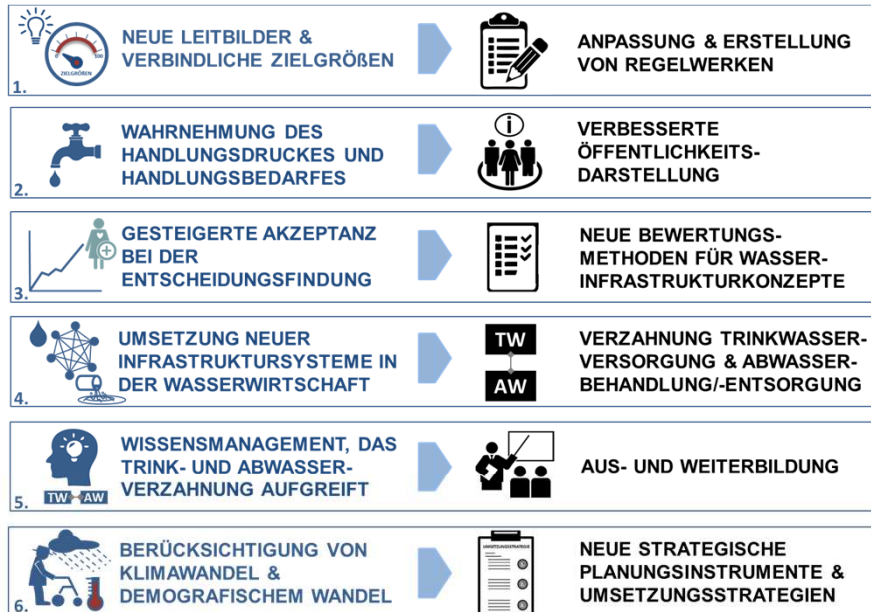 NEUE LEITBILDER &
VERBINDLICHE ZIELGRÖßEN
ZIELGRÖßEN
1.
ANPASSUNG & ERSTELLUNG
VON REGELWERKEN
WAHRNEHMUNG DES
HANDLUNGSDRUCKES UND
HANDLUNGSBEDARFES
2.
VERBESSERTE
ÖFFENTLICHKEITS-
DARSTELLUNG
GESTEIGERTE AKZEPTANZ
BEI DER
ENTSCHEIDUNGSFINDUNG
3.
NEUE BEWERTUNGS-
METHODEN FÜR WASSER-
INFRASTRUKTURKONZEPTE
UMSETZUNG NEUER
INFRASTRUKTURSYSTEME IN
DER WASSERWIRTSCHAFT
4.
TW
AW
VERZAHNUNG TRINKWASSER-
VERSORGUNG & ABWASSER-
BEHANDLUNG/-ENTSORGUNG
WISSENSMANAGEMENT, DAS
TRINK- UND ABWASSER-
VERZAHNUNG AUFGREIFT
TW AW
5.
AUS- UND WEITERBILDUNG
BERÜCKSICHTIGUNG VON
KLIMAWANDEL &
DEMOGRAFISCHEM WANDEL
6.
UMSETZUNGSSTRATEGIE
NEUE STRATEGISCHE
PLANUNGSINSTRUMENTE &
UMSETZUNGSSTRATEGIEN